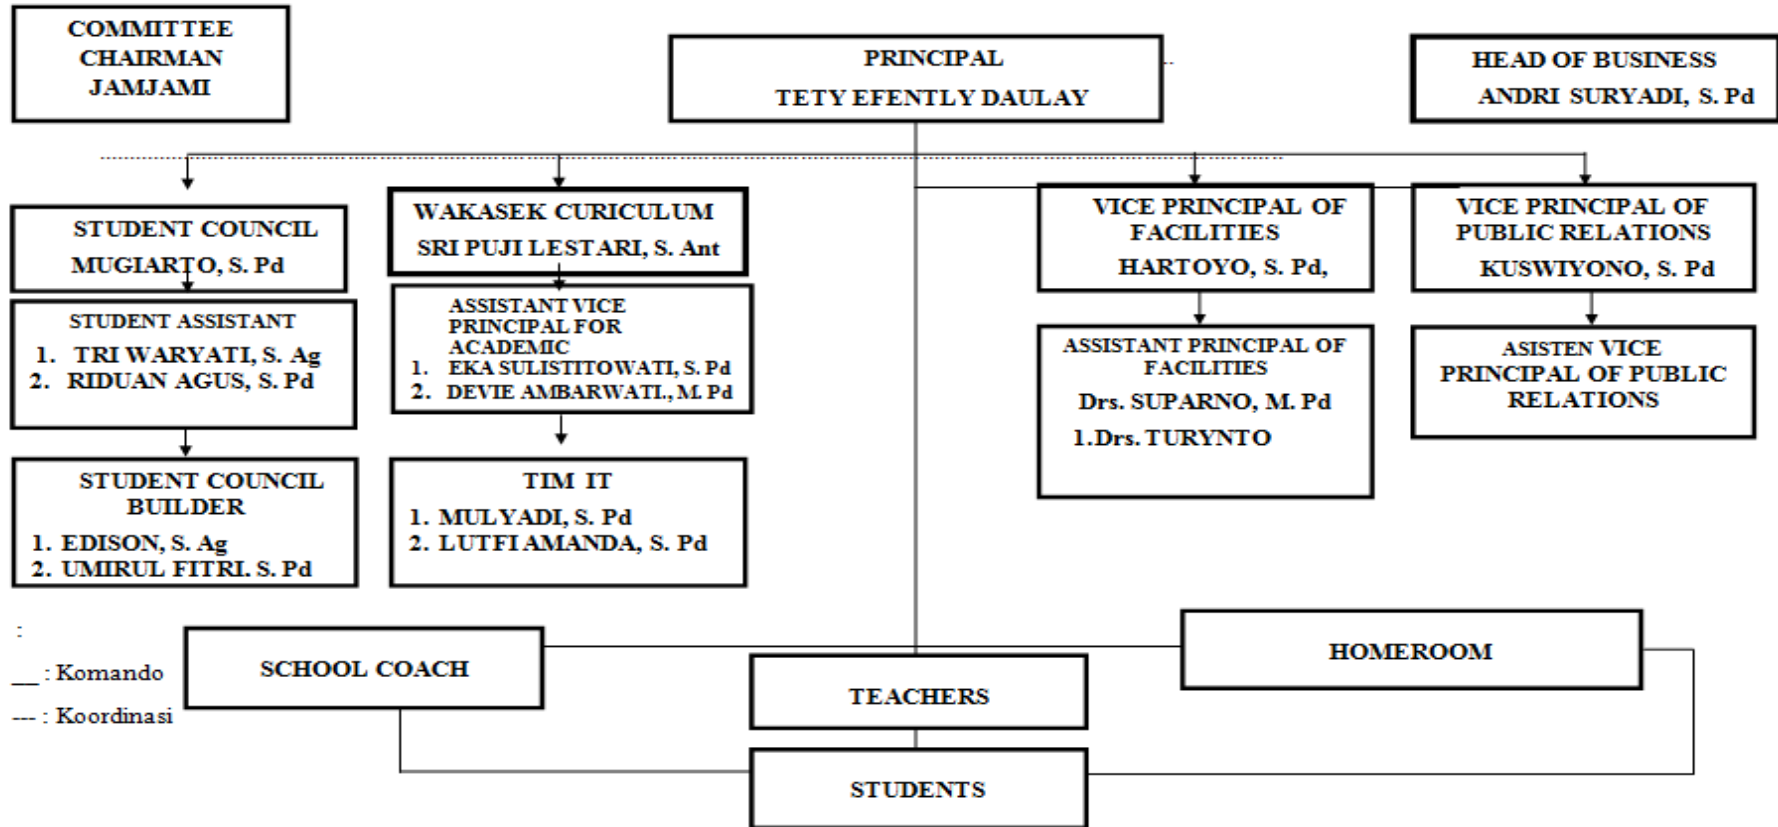 COMMITTEE
CHAIRMAN
JAMJAMI
PRINCIPAL
TETY EFENTLY DAULAY
HEAD OF BUSINESS
ANDRI SURYADI, S. Pd
STUDENT COUNCIL
MUGIARTO, S. Pd
WAKASEK CURICULUM
SRI PUJI LESTARI, S. Ant
VICE PRINCIPAL OF
FACILITIES
HARTOYO, S. Pd,
VICE PRINCIPAL OF
PUBLIC RELATIONS
KUSWIYONO, S. Pd
STUDENT ASSISTANT
1. TRI WARYATI, S. Ag
2. RIDUAN AGUS, S. Pd
ASSISTANT VICE
PRINCIPAL FOR
ACADEMIC
1. EKA SULISTITOWATI, S. Pd
2. DEVIE AMBARWATI., M. Pd
ASSISTANT PRINCIPAL OF
FACILITIES
Drs. SUPARNO, M. Pd
1.Drs. TURYNTO
ASISTEN VICE
PRINCIPAL OF PUBLIC
RELATIONS
STUDENT COUNCIL
BUILDER
1. EDISON, S. Ag
2. UMIRUL FITRI. S. Pd
TIM IT
1. MULYADI, S. Pd
2. LUTFI AMANDA, S. Pd
:
__ : Komando
--- : Koordinasi
SCHOOL COACH
HOMEROOM
TEACHERS
STUDENTS